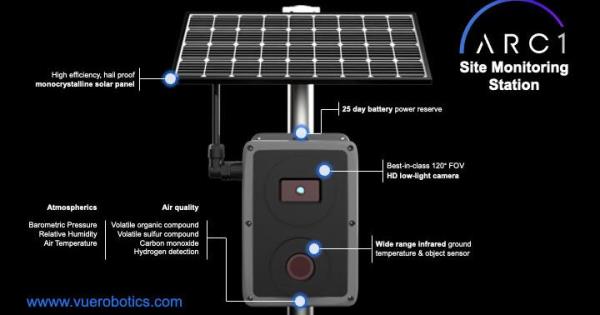 ARC1
Site Monitoring
Station
High efficiency, hail proof
monocrystalline solar panel
25 day battery power reserve
Best-in-class 120° FOV
HD low-light camera
Atmospherics
Barometric Pressure
Relative Humidity
Air Temperature
Air quality
Volatile organic compound
Volatile sulfur compound
Carbon monoxide
Hydrogen detection
Wide range infrared ground
temperature & object sensor
www.vuerobotics.com